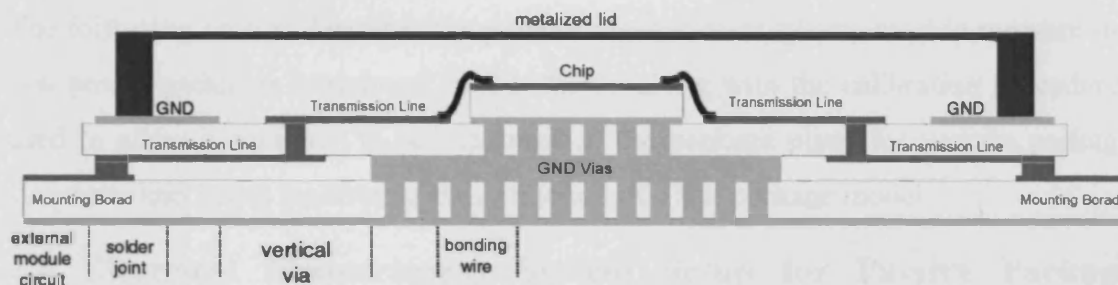 metalized lid
Chip
GND
Transmission Line
Transmission Line
GND
Transmission Line
Transmission Line
GND Vias
Mounting Borad
Mounting Borad
external
module
circuit
solder
joint
vertical
via
bonding
wire